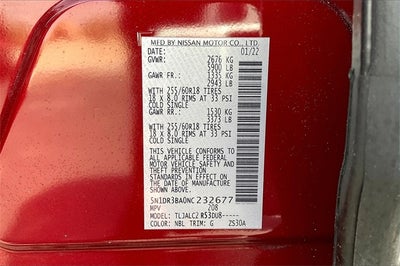 MFD BY NISSAN MOTOR CO., LTD
DATE: 01/22
GVWR: 2676 KG
5900 LB
GAWR FR: 1335 KG
2943 LB
WITH 255/60R18 TIRES
18 X 8.0 RIMS AT 33 PSI
COLD SINGLE
GAWR RR: 1530 KG
3373 LB
WITH 255/60R18 TIRES
18 X 8.0 RIMS AT 33 PSI
COLD SINGLE
THIS VEHICLE CONFORMS TO ALL
APPLICABLE FEDERAL
MOTOR VEHICLE SAFETY AND
THEFT PREVENTION
STANDARDS IN EFFECT ON THE
DATE OF MANUFACTURE
SHOWN ABOVE
5N1DR3BA0NC232677
MPV 208
MODEL: TLJALC2 R53DU8-----
COLOR: NBL TRIM: G Z530A